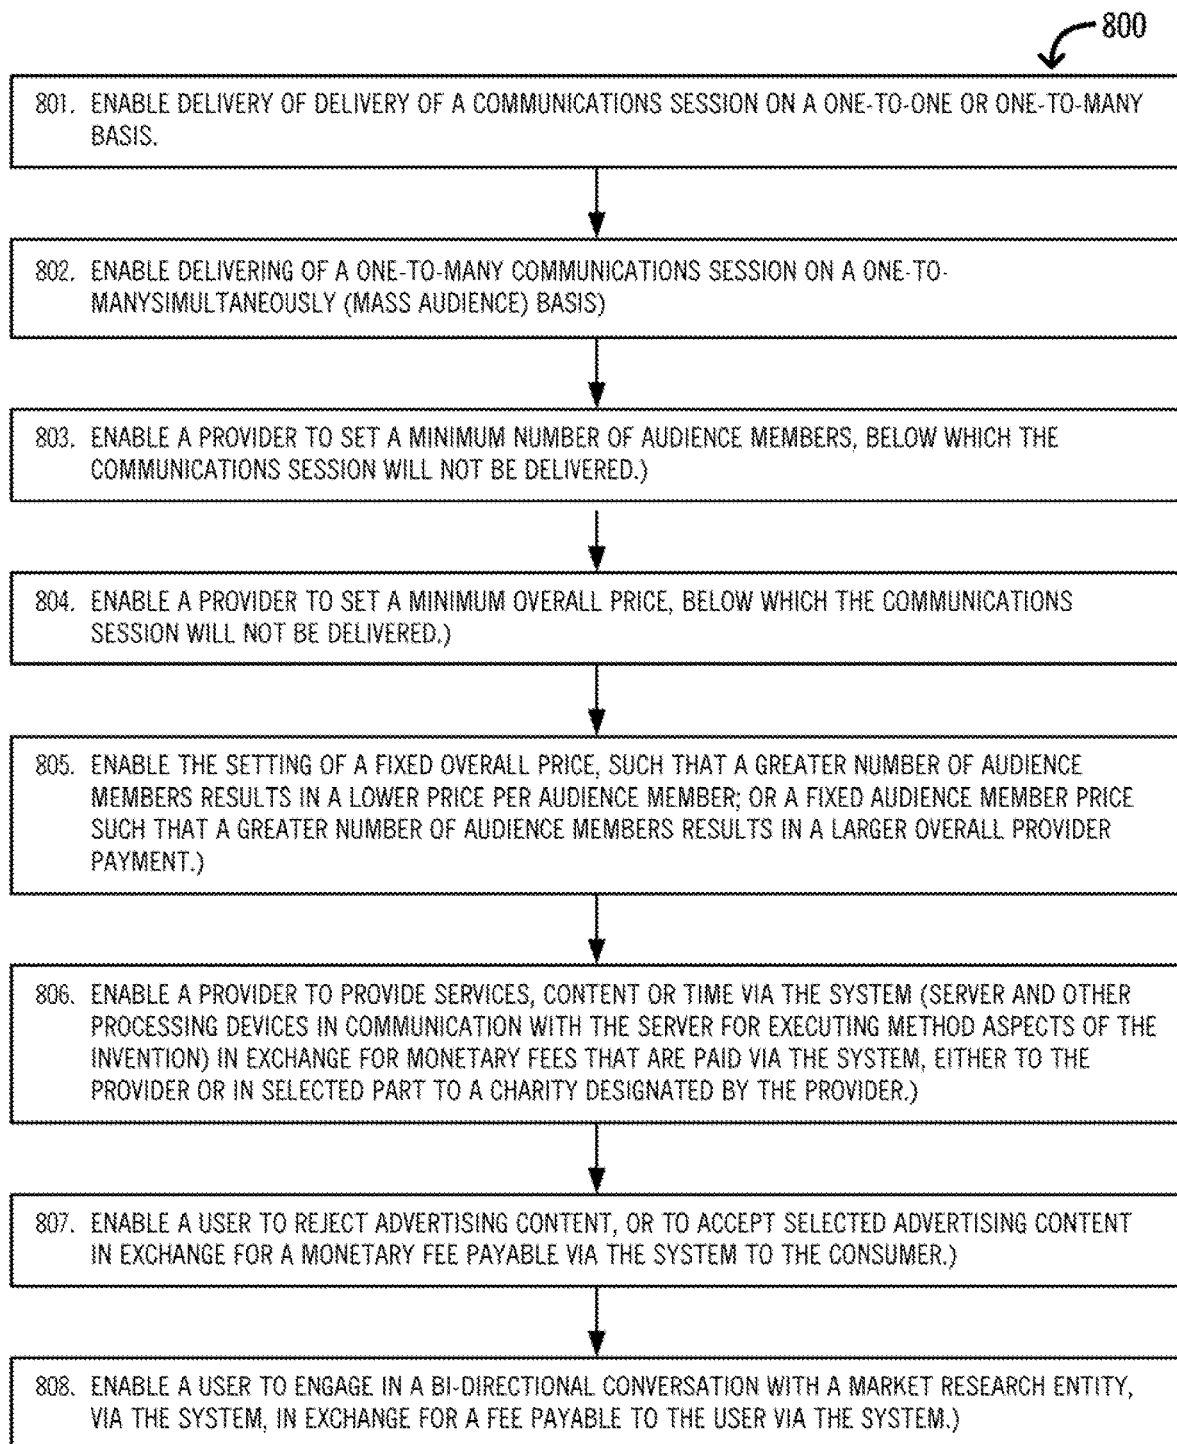 800
801. ENABLE DELIVERY OF DELIVERY OF A COMMUNICATIONS SESSION ON A ONE-TO-ONE OR ONE-TO-MANY
BASIS.
802. ENABLE DELIVERING OF A ONE-TO-MANY COMMUNICATIONS SESSION ON A ONE-TO-
MANYSIMULTANEOUSLY (MASS AUDIENCE) BASIS)
803. ENABLE A PROVIDER TO SET A MINIMUM NUMBER OF AUDIENCE MEMBERS, BELOW WHICH THE
COMMUNICATIONS SESSION WILL NOT BE DELIVERED.)
804. ENABLE A PROVIDER TO SET A MINIMUM OVERALL PRICE, BELOW WHICH THE COMMUNICATIONS
SESSION WILL NOT BE DELIVERED.)
805. ENABLE THE SETTING OF A FIXED OVERALL PRICE, SUCH THAT A GREATER NUMBER OF AUDIENCE
MEMBERS RESULTS IN A LOWER PRICE PER AUDIENCE MEMBER; OR A FIXED AUDIENCE MEMBER PRICE
SUCH THAT A GREATER NUMBER OF AUDIENCE MEMBERS RESULTS IN A LARGER OVERALL PROVIDER
PAYMENT.)
806. ENABLE A PROVIDER TO PROVIDE SERVICES, CONTENT OR TIME VIA THE SYSTEM (SERVER AND OTHER
PROCESSING DEVICES IN COMMUNICATION WITH THE SERVER FOR EXECUTING METHOD ASPECTS OF THE
INVENTION) IN EXCHANGE FOR MONETARY FEES THAT ARE PAID VIA THE SYSTEM, EITHER TO THE
PROVIDER OR IN SELECTED PART TO A CHARITY DESIGNATED BY THE PROVIDER.)
807. ENABLE A USER TO REJECT ADVERTISING CONTENT, OR TO ACCEPT SELECTED ADVERTISING CONTENT
IN EXCHANGE FOR A MONETARY FEE PAYABLE VIA THE SYSTEM TO THE CONSUMER.)
808. ENABLE A USER TO ENGAGE IN A BI-DIRECTIONAL CONVERSATION WITH A MARKET RESEARCH ENTITY,
VIA THE SYSTEM, IN EXCHANGE FOR A FEE PAYABLE TO THE USER VIA THE SYSTEM.)